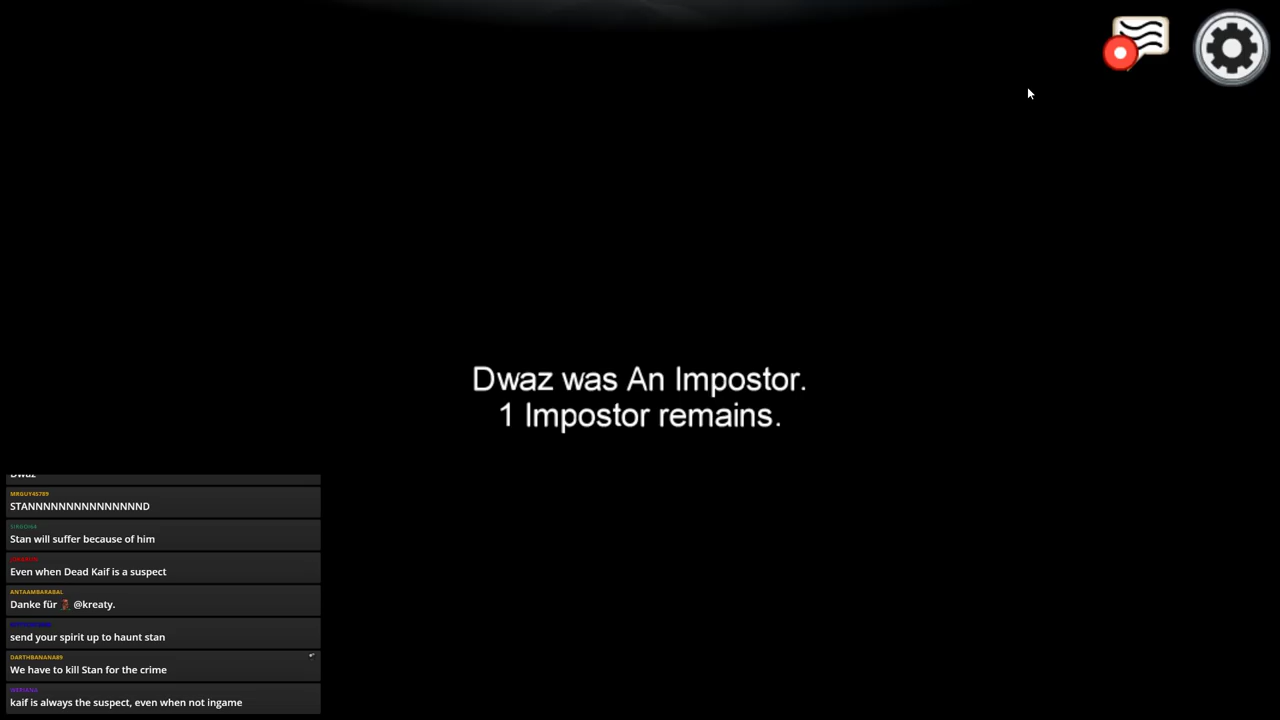 Dwaz was An Impostor.
1 Impostor remains.
Dwaz
MRGUY45789
STANNNNNNNNNNNNNNND
Stan will suffer because of him
Even when Dead Kaif is a suspect
ANTAAMBARABAL
Danke für @kreaty.
send your spirit up to haunt stan
DARTHBANANA89
We have to kill Stan for the crime
kaif is always the suspect, even when not ingame